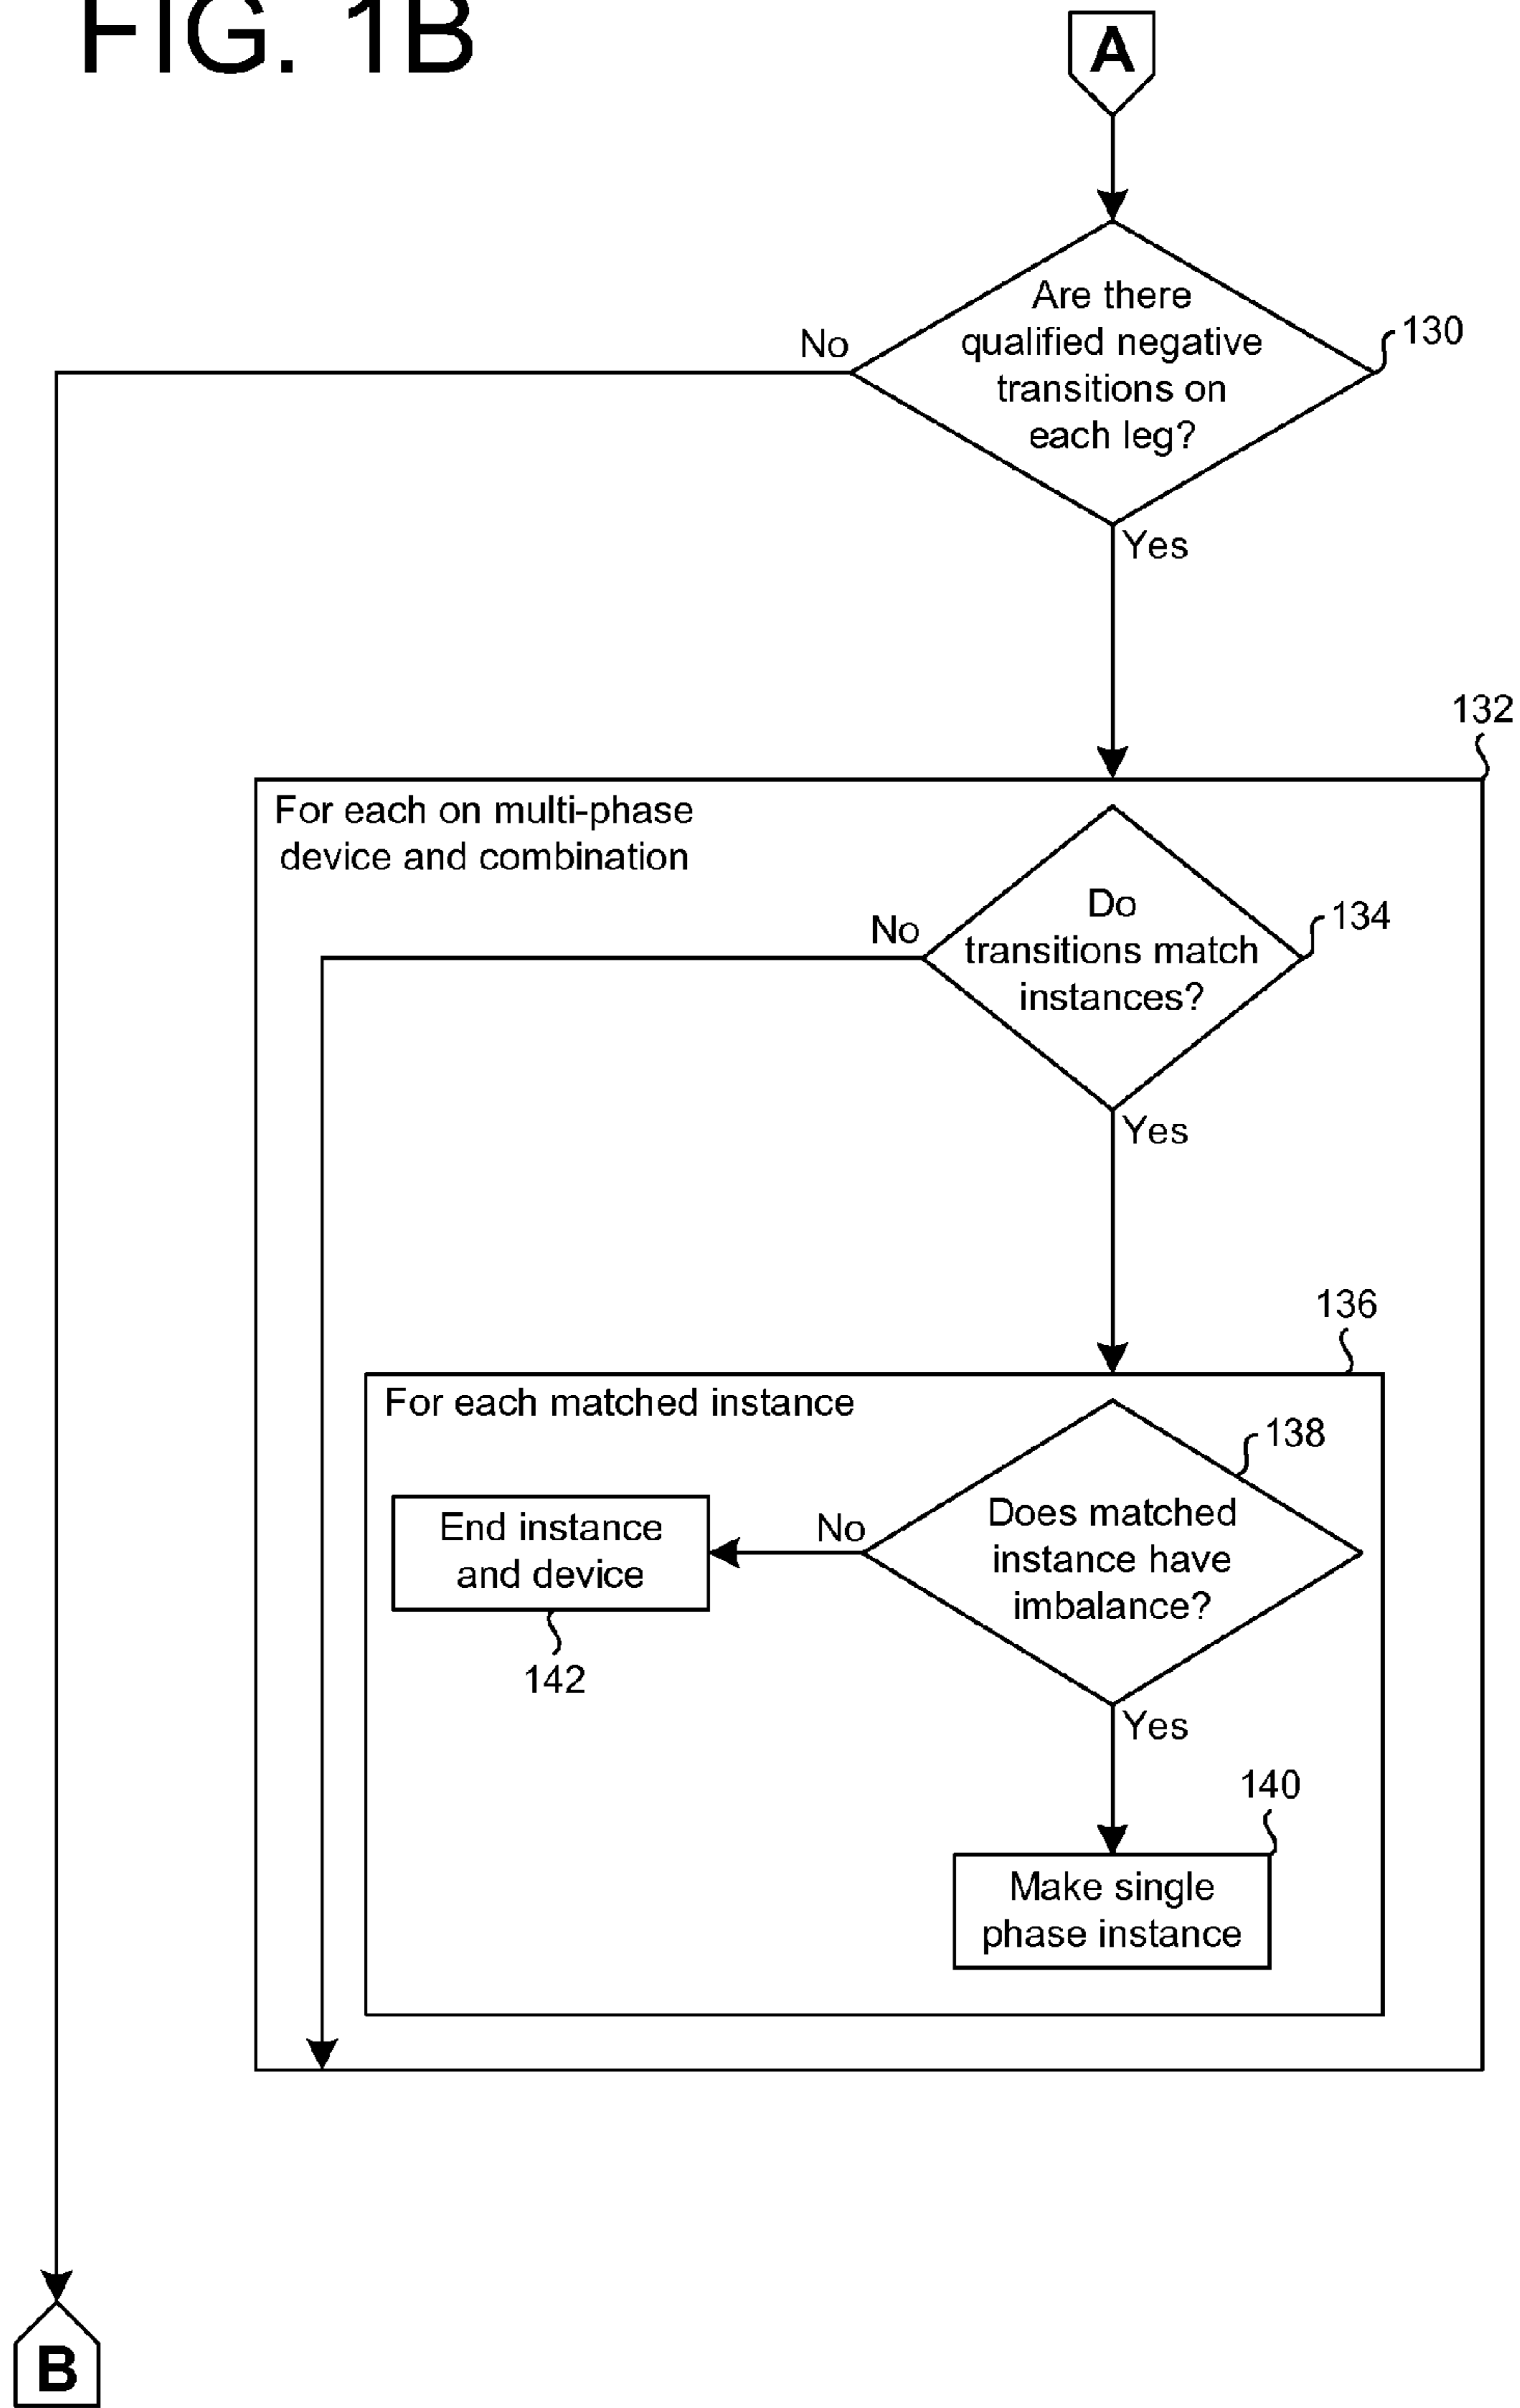 FIG. 1B
A
Are there
qualified negative
transitions on
each leg?
130
No
Yes
132
For each on multi-phase
device and combination
Do
transitions match
instances?
134
No
Yes
136
For each matched instance
138
Does matched
instance have
imbalance?
No
End instance
and device
142
Yes
140
Make single
phase instance
B